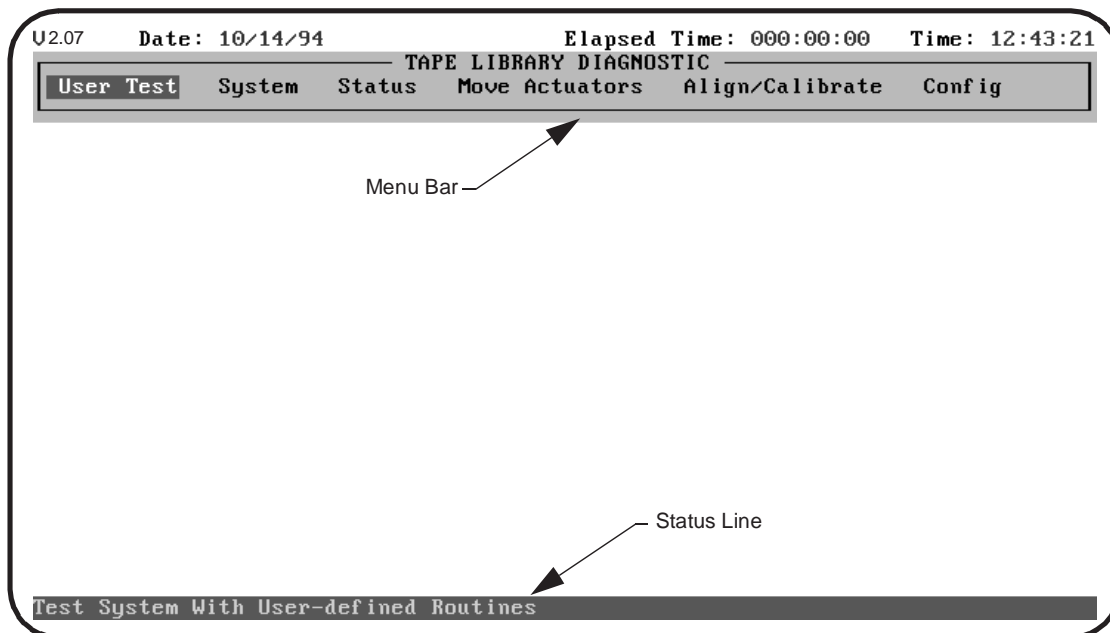 V2.07 Date: 10/14/94 Elapsed Time: 000:00:00 Time: 12:43:21
TAPE LIBRARY DIAGNOSTIC
User Test System Status Move Actuators Align/Calibrate Config
Menu Bar
Status Line
Test System With User-defined Routines